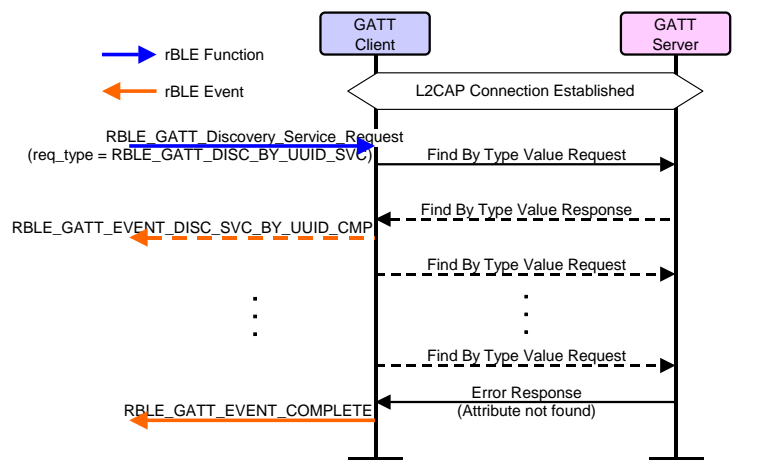 GATT
Client
GATT
Server
rBLE Function
rBLE Event
L2CAP Connection Established
RBLE_GATT_Discovery_Service_Request
(req_type = RBLE_GATT_DISC_BY_UUID_SVC)
Find By Type Value Request
Find By Type Value Response
RBLE_GATT_EVENT_DISC_SVC_BY_UUID_CMP
Find By Type Value Request
Find By Type Value Request
Error Response
(Attribute not found)
RBLE_GATT_EVENT_COMPLETE